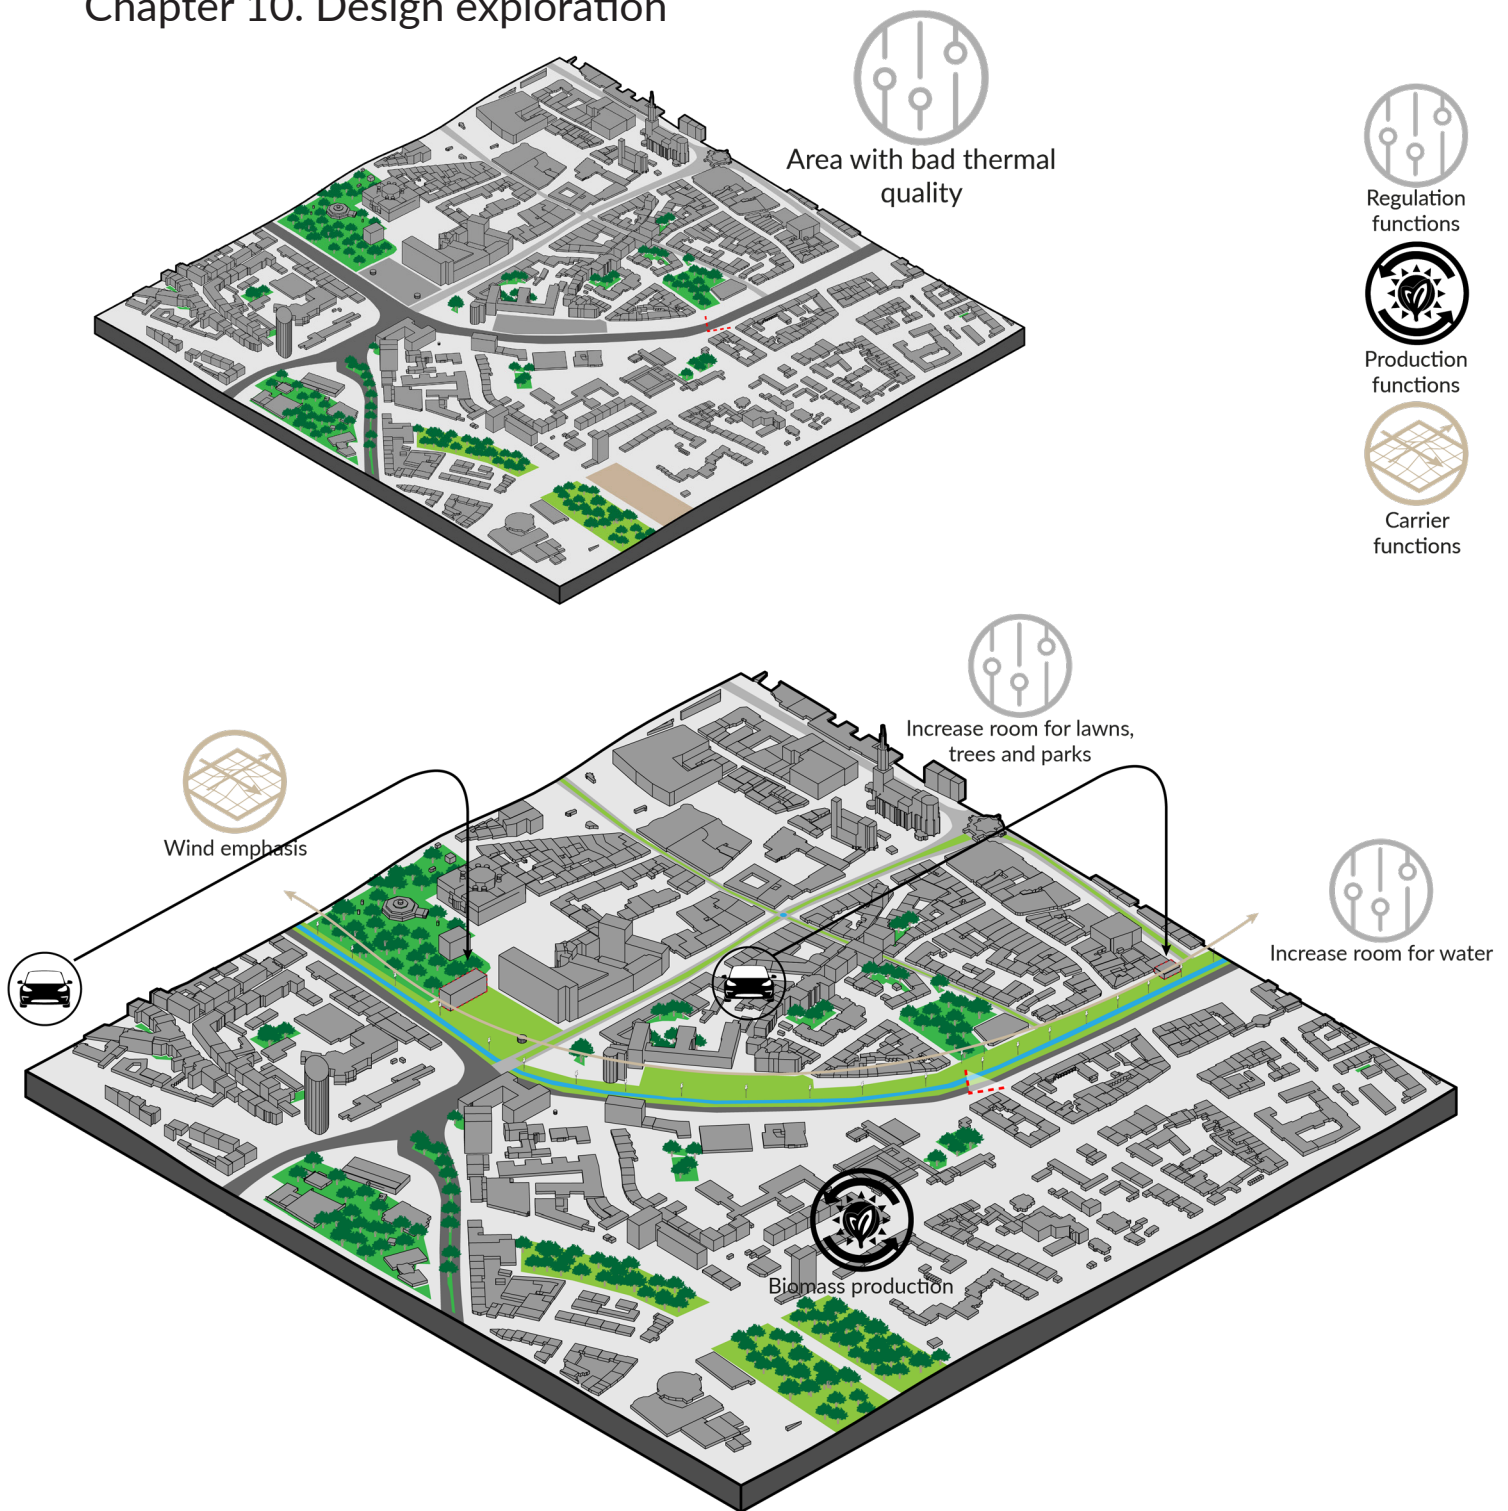 Chapter 10. Design exploration
Area with bad thermal
quality
Regulation
functions
Production
functions
Carrier
functions
Increase room for lawns,
trees and parks
Wind emphasis
Increase room for water
Biomass production